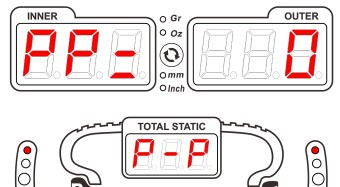 INNER
OUTER
Gr
Oz
PP=
0
mm
Inch
TOTAL STATIC
P-P